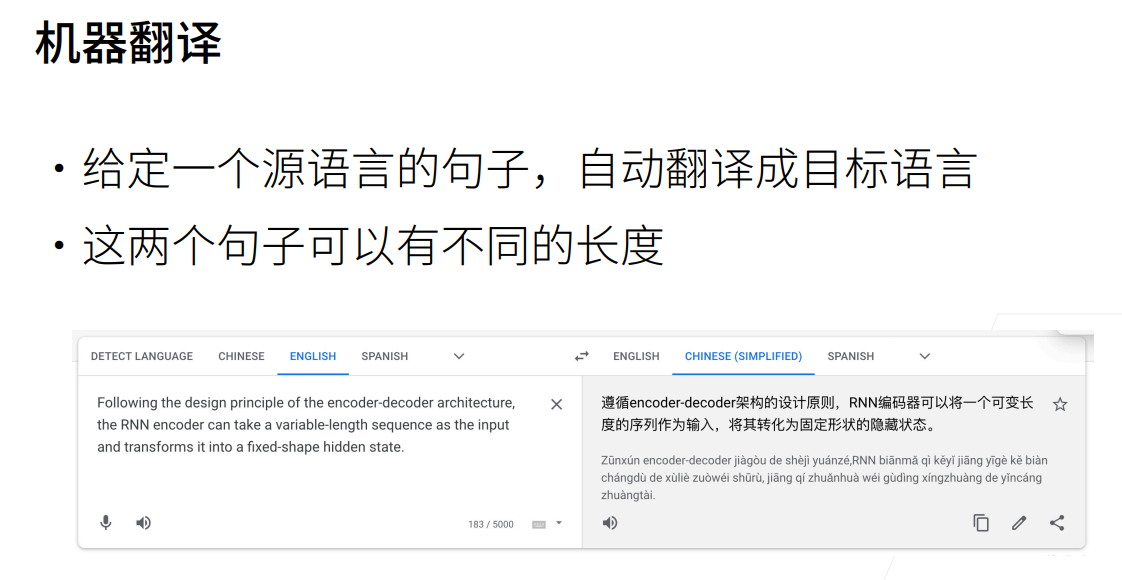 机器翻译
• 给定一个源语言的句子，自动翻译成目标语言
• 这两个句子可以有不同的长度
DETECT LANGUAGE CHINESE ENGLISH SPANISH
ENGLISH CHINESE (SIMPLIFIED) SPANISH
Following the design principle of the encoder-decoder architecture,
the RNN encoder can take a variable-length sequence as the input
and transforms it into a fixed-shape hidden state.
183 / 5000
遵循encoder-decoder架构的设计原则，RNN编码器可以将一个可变长
度的序列作为输入，将其转化为固定形状的隐藏状态。
Zūnxún encoder-decoder jiàgòu de shèjì yuánzé,RNN biānmǎ qì kěyǐ jiāng yīgè kě biàn
chángdù de xùliè zuòwéi shūrù, jiāng qí zhuǎnhuà wéi gùdìng xíngzhuàng de yǐncáng
zhuàngtài.